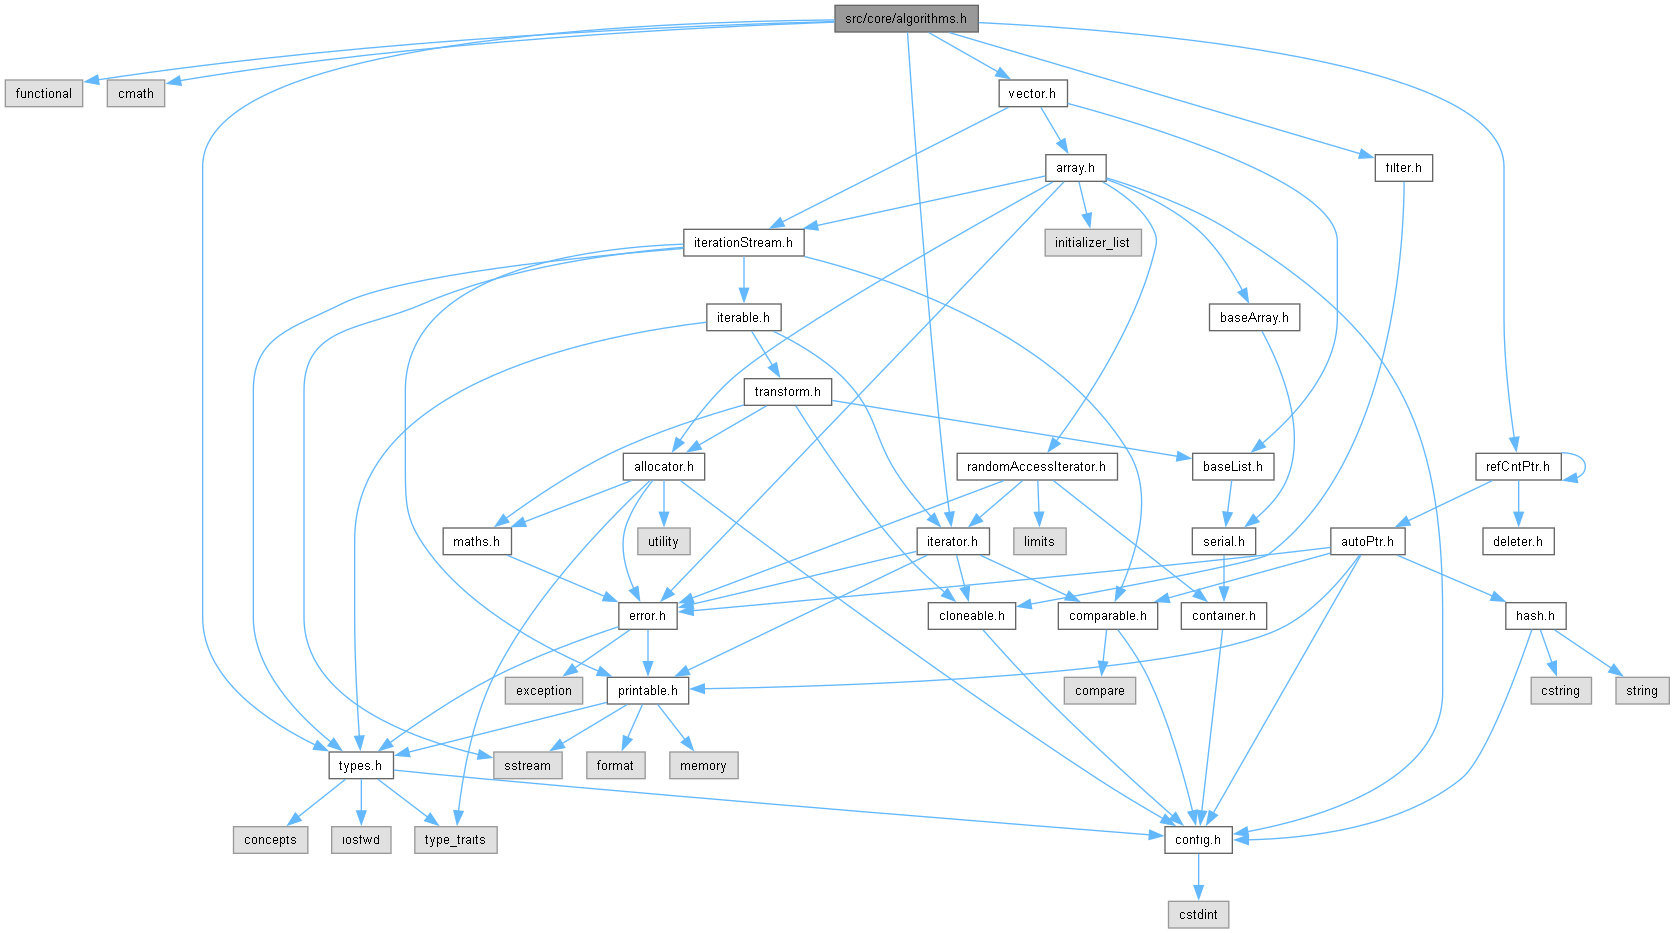 src/core/algorithms.h
functional
cmath
vector.h
array.h
filter.h
iterationStream.h
initializer_list
iterable.h
baseArray.h
transform.h
allocator.h
randomAccessIterator.h
baseList.h
refCntPtr.h
maths.h
utility
iterator.h
limits
serial.h
autoPtr.h
deleter.h
error.h
cloneable.h
comparable.h
container.h
hash.h
exception
printable.h
compare
cstring
string
types.h
sstream
format
memory
concepts
iosfwd
type_traits
config.h
cstdint